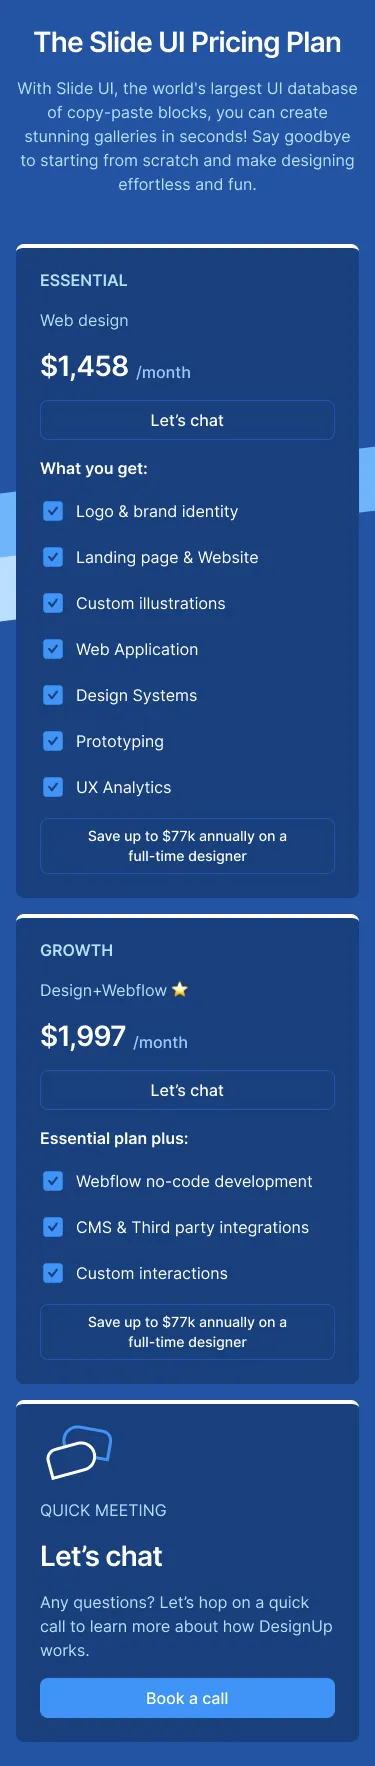 The Slide UI Pricing Plan
With Slide UI, the world's largest UI database
of copy-paste blocks, you can create
stunning galleries in seconds! Say goodbye
to starting from scratch and make designing
effortless and fun.
ESSENTIAL
Web design
$1,458 /month
Let's chat
What you get:
Logo & brand identity
Landing page & Website
Custom illustrations
Web Application
Design Systems
Prototyping
UX Analytics
Save up to $77k annually on a
full-time designer
GROWTH
Design+Webflow ⭐
$1,997 /month
Let's chat
Essential plan plus:
Webflow no-code development
CMS & Third party integrations
Custom interactions
Save up to $77k annually on a
full-time designer
QUICK MEETING
Let's chat
Any questions? Let's hop on a quick
call to learn more about how DesignUp
works.
Book a call